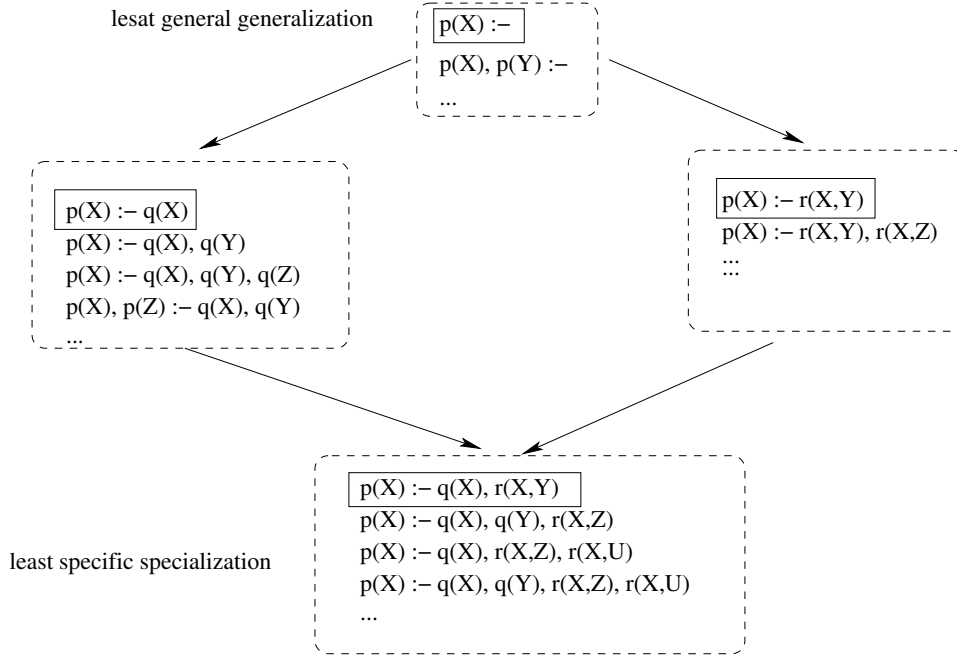 lesat general generalization
p(X) :–
p(X), p(Y) :–
...
p(X) :– q(X)
p(X) :– q(X), q(Y)
p(X) :– q(X), q(Y), q(Z)
p(X), p(Z) :– q(X), q(Y)
...
p(X) :– r(X,Y)
p(X) :– r(X,Y), r(X,Z)
:::
:::
p(X) :– q(X), r(X,Y)
p(X) :– q(X), q(Y), r(X,Z)
p(X) :– q(X), r(X,Z), r(X,U)
p(X) :– q(X), q(Y), r(X,Z), r(X,U)
...
least specific specialization